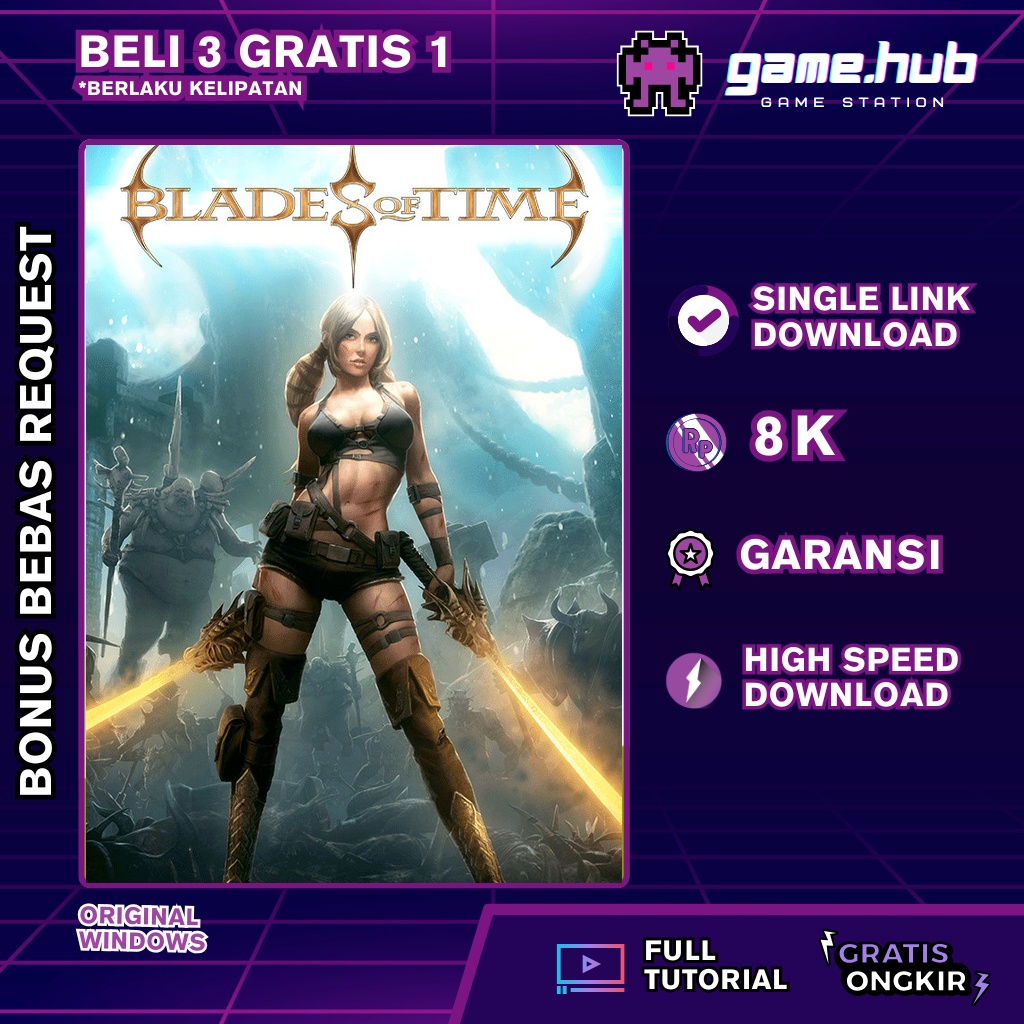 BELI 3 GRATIS 1
*BERLAKU KELIPATAN
game.hub
GAME STATION
BLADES OF TIME
BONUS BEBAS REQUEST
SINGLE LINK
DOWNLOAD
Rp
8K
GARANSI
HIGH SPEED
DOWNLOAD
ORIGINAL
WINDOWS
FULL
TUTORIAL
GRATIS
ONGKIR